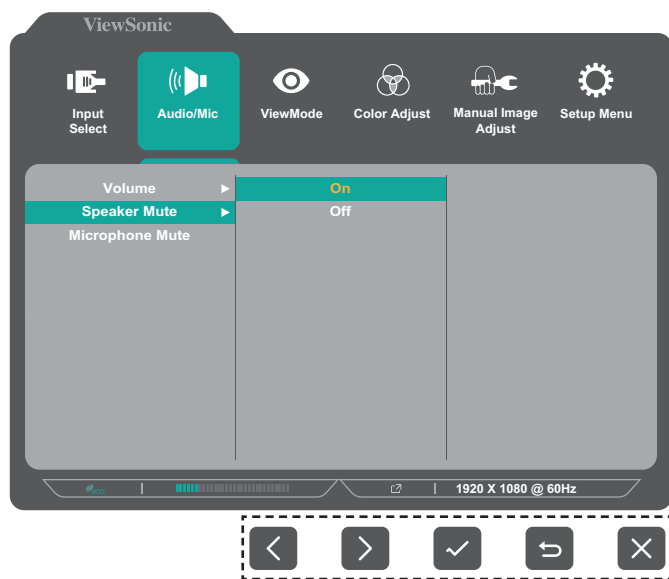 ViewSonic
Input
Select
Audio/Mic
ViewMode
Color Adjust
Manual Image
Adjust
Setup Menu
Volume
On
Speaker Mute
Off
Microphone Mute
eco
1920 X 1080 @ 60Hz